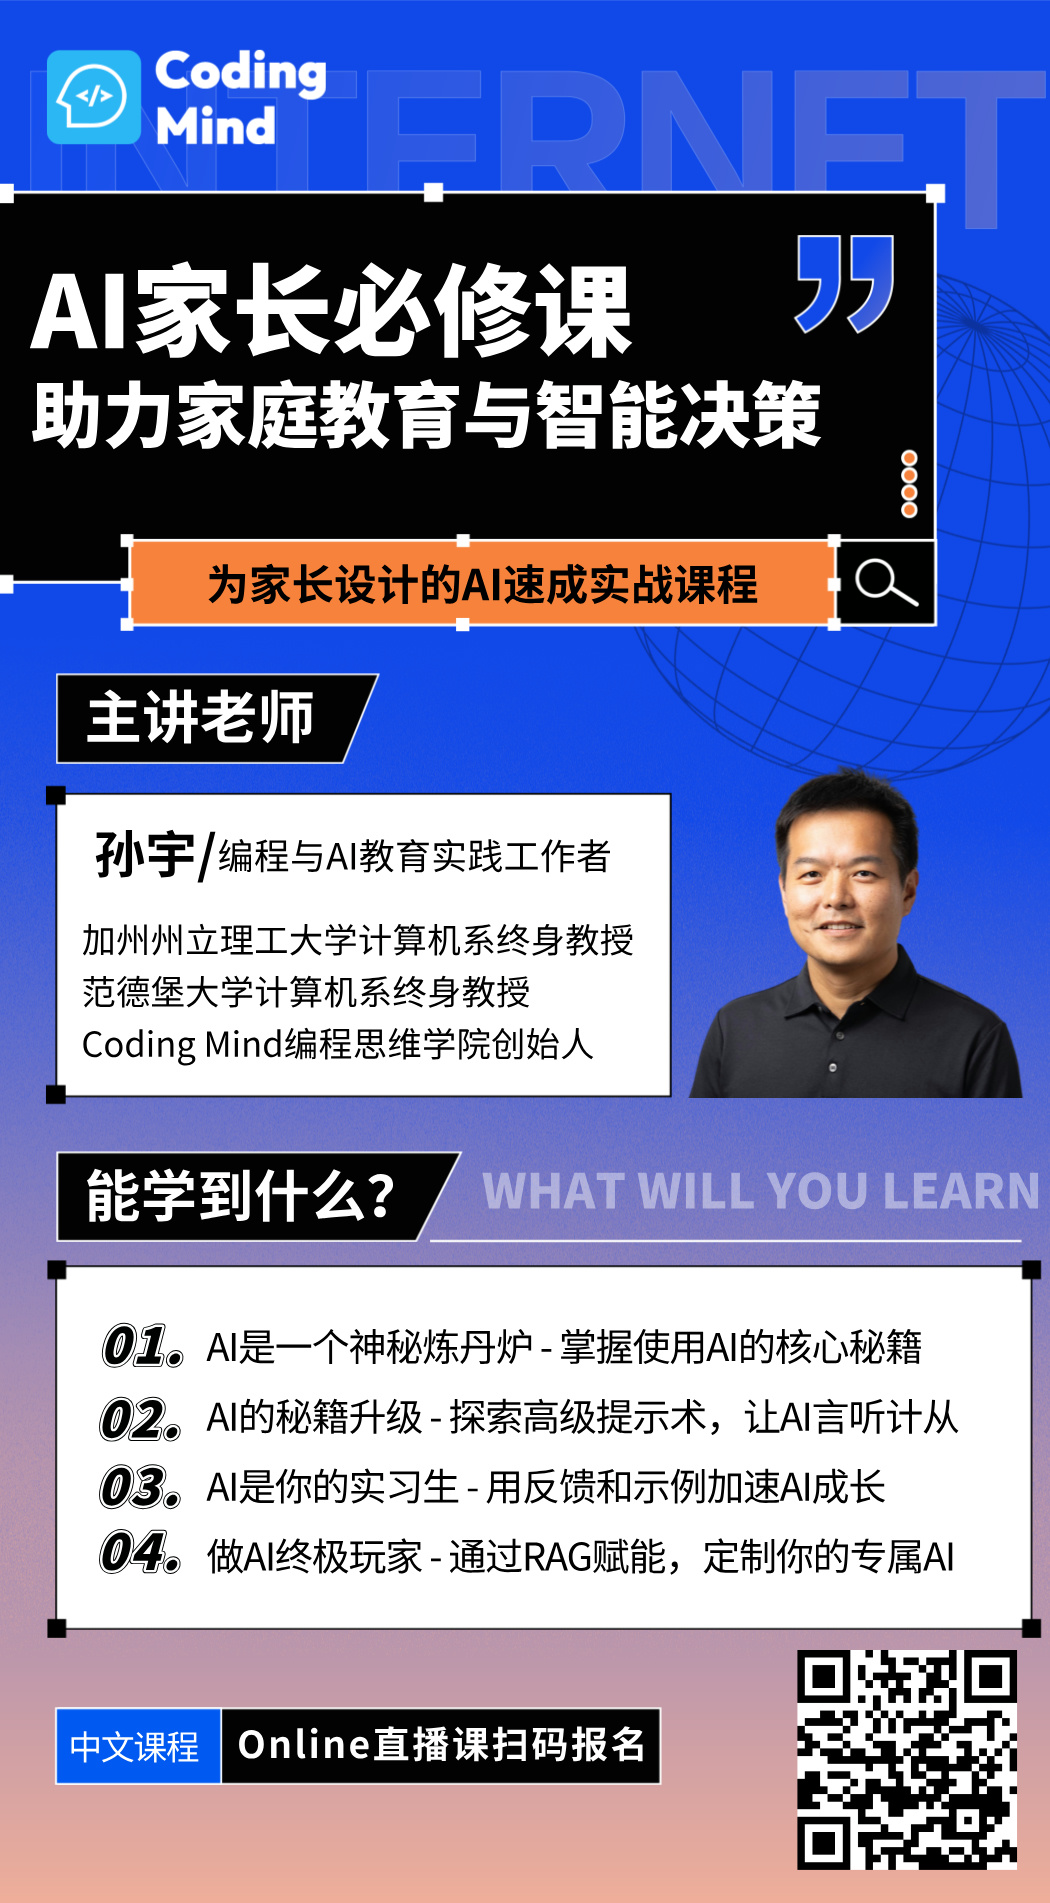 INTERNET
Coding
Mind
AI家长必修课
助力家庭教育与智能决策
为家长设计的AI速成实战课程
主讲老师
孙宇/编程与AI教育实践工作者
加州州立理工大学计算机系终身教授
范德堡大学计算机系终身教授
Coding Mind编程思维学院创始人
能学到什么?
WHAT WILL YOU LEARN
01. AI是一个神秘炼丹炉 - 掌握使用AI的核心秘籍
02. AI的秘籍升级 - 探索高级提示术，让AI言听计从
03. AI是你的实习生 - 用反馈和示例加速AI成长
04. 做AI终极玩家 - 通过RAG赋能，定制你的专属AI
中文课程 Online直播课扫码报名